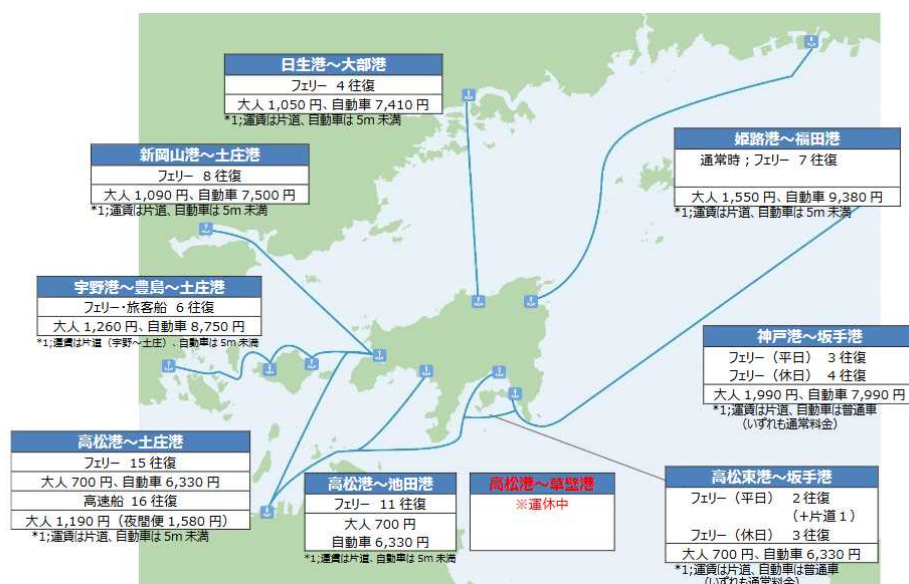 日生港～大部港
フェリー 4 往復
大人 1,050 円、自動車 7,410 円
*1;運賃は片道、自動車は 5m 未満
新岡山港～土庄港
フェリー 8 往復
大人 1,090 円、自動車 7,500 円
*1;運賃は片道、自動車は 5m 未満
姫路港～福田港
通常時;フェリー 7 往復
大人 1,550 円、自動車 9,380 円
*1;運賃は片道、自動車は 5m 未満
宇野港～豊島～土庄港
フェリー・旅客船 6 往復
大人 1,260 円、自動車 8,750 円
*1;運賃は片道（宇野～土庄）、自動車は 5m 未満
神戸港～坂手港
フェリー（平日） 3 往復
フェリー（休日） 4 往復
大人 1,990 円、自動車 7,990 円
*1;運賃は片道、自動車は普通車
（いずれも通常料金）
高松港～土庄港
フェリー 15 往復
大人 700 円、自動車 6,330 円
高速船 16 往復
大人 1,190 円（夜間便 1,580 円）
*1;運賃は片道、自動車は 5m 未満
高松港～池田港
フェリー 11 往復
大人 700 円
自動車 6,330 円
*1;運賃は片道、自動車は 5m 未満
高松港～草壁港
※運休中
高松東港～坂手港
フェリー（平日） 2 往復
（＋片道 1）
フェリー（休日） 3 往復
大人 700 円、自動車 6,330 円
*1;運賃は片道、自動車は普通車
（いずれも通常料金）